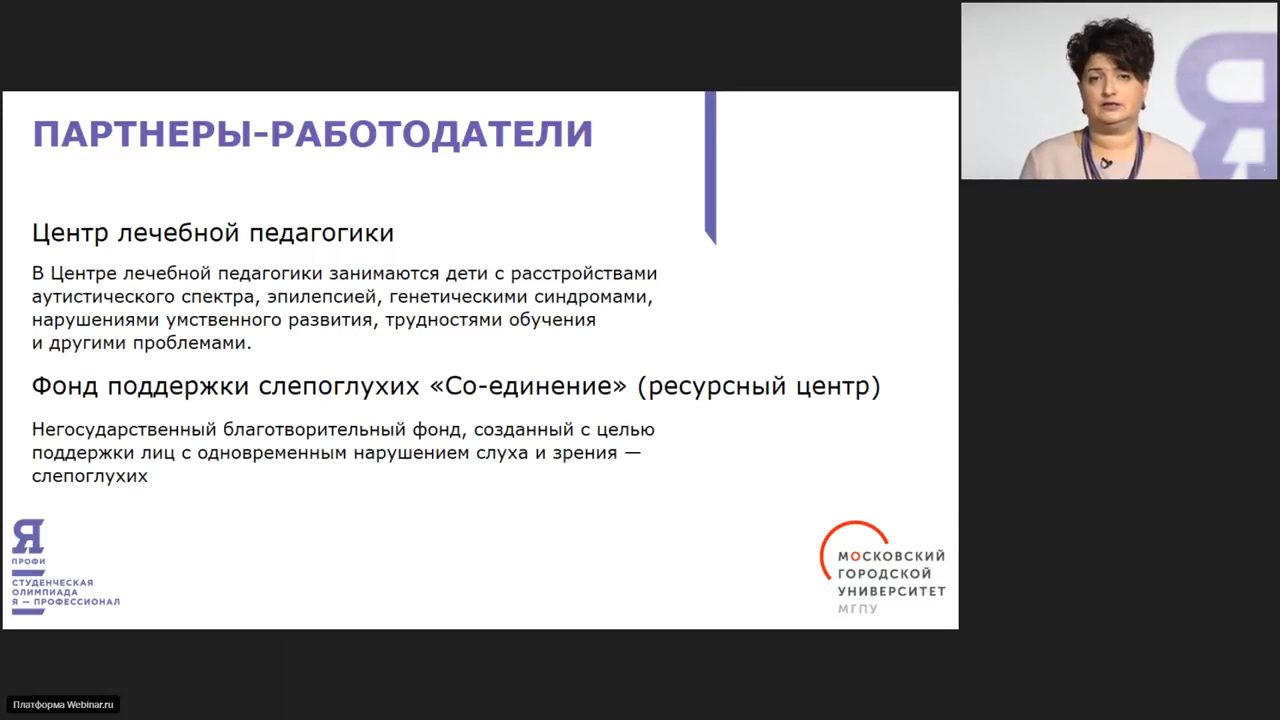 ПАРТНЕРЫ-РАБОТОДАТЕЛИ
Центр лечебной педагогики
В Центре лечебной педагогики занимаются дети с расстройствами
аутистического спектра, эпилепсией, генетическими синдромами,
нарушениями умственного развития, трудностями обучения
и другими проблемами.
Фонд поддержки слепоглухих «Со-единение» (ресурсный центр)
Негосударственный благотворительный фонд, созданный с целью
поддержки лиц с одновременным нарушением слуха и зрения —
слепоглухих
Я
ПРОФИ
СТУДЕНЧЕСКАЯ
ОЛИМПИАДА
Я — ПРОФЕССИОНАЛ
МОСКОВСКИЙ
ГОРОДСКОЙ
УНИВЕРСИТЕТ
МГПУ
Я
Платформа Webinar.ru